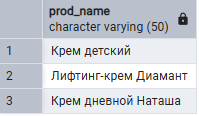 prod_name
character varying (50)
1 Крем детский
2 Лифтинг-крем Диамант
3 Крем дневной Наташа